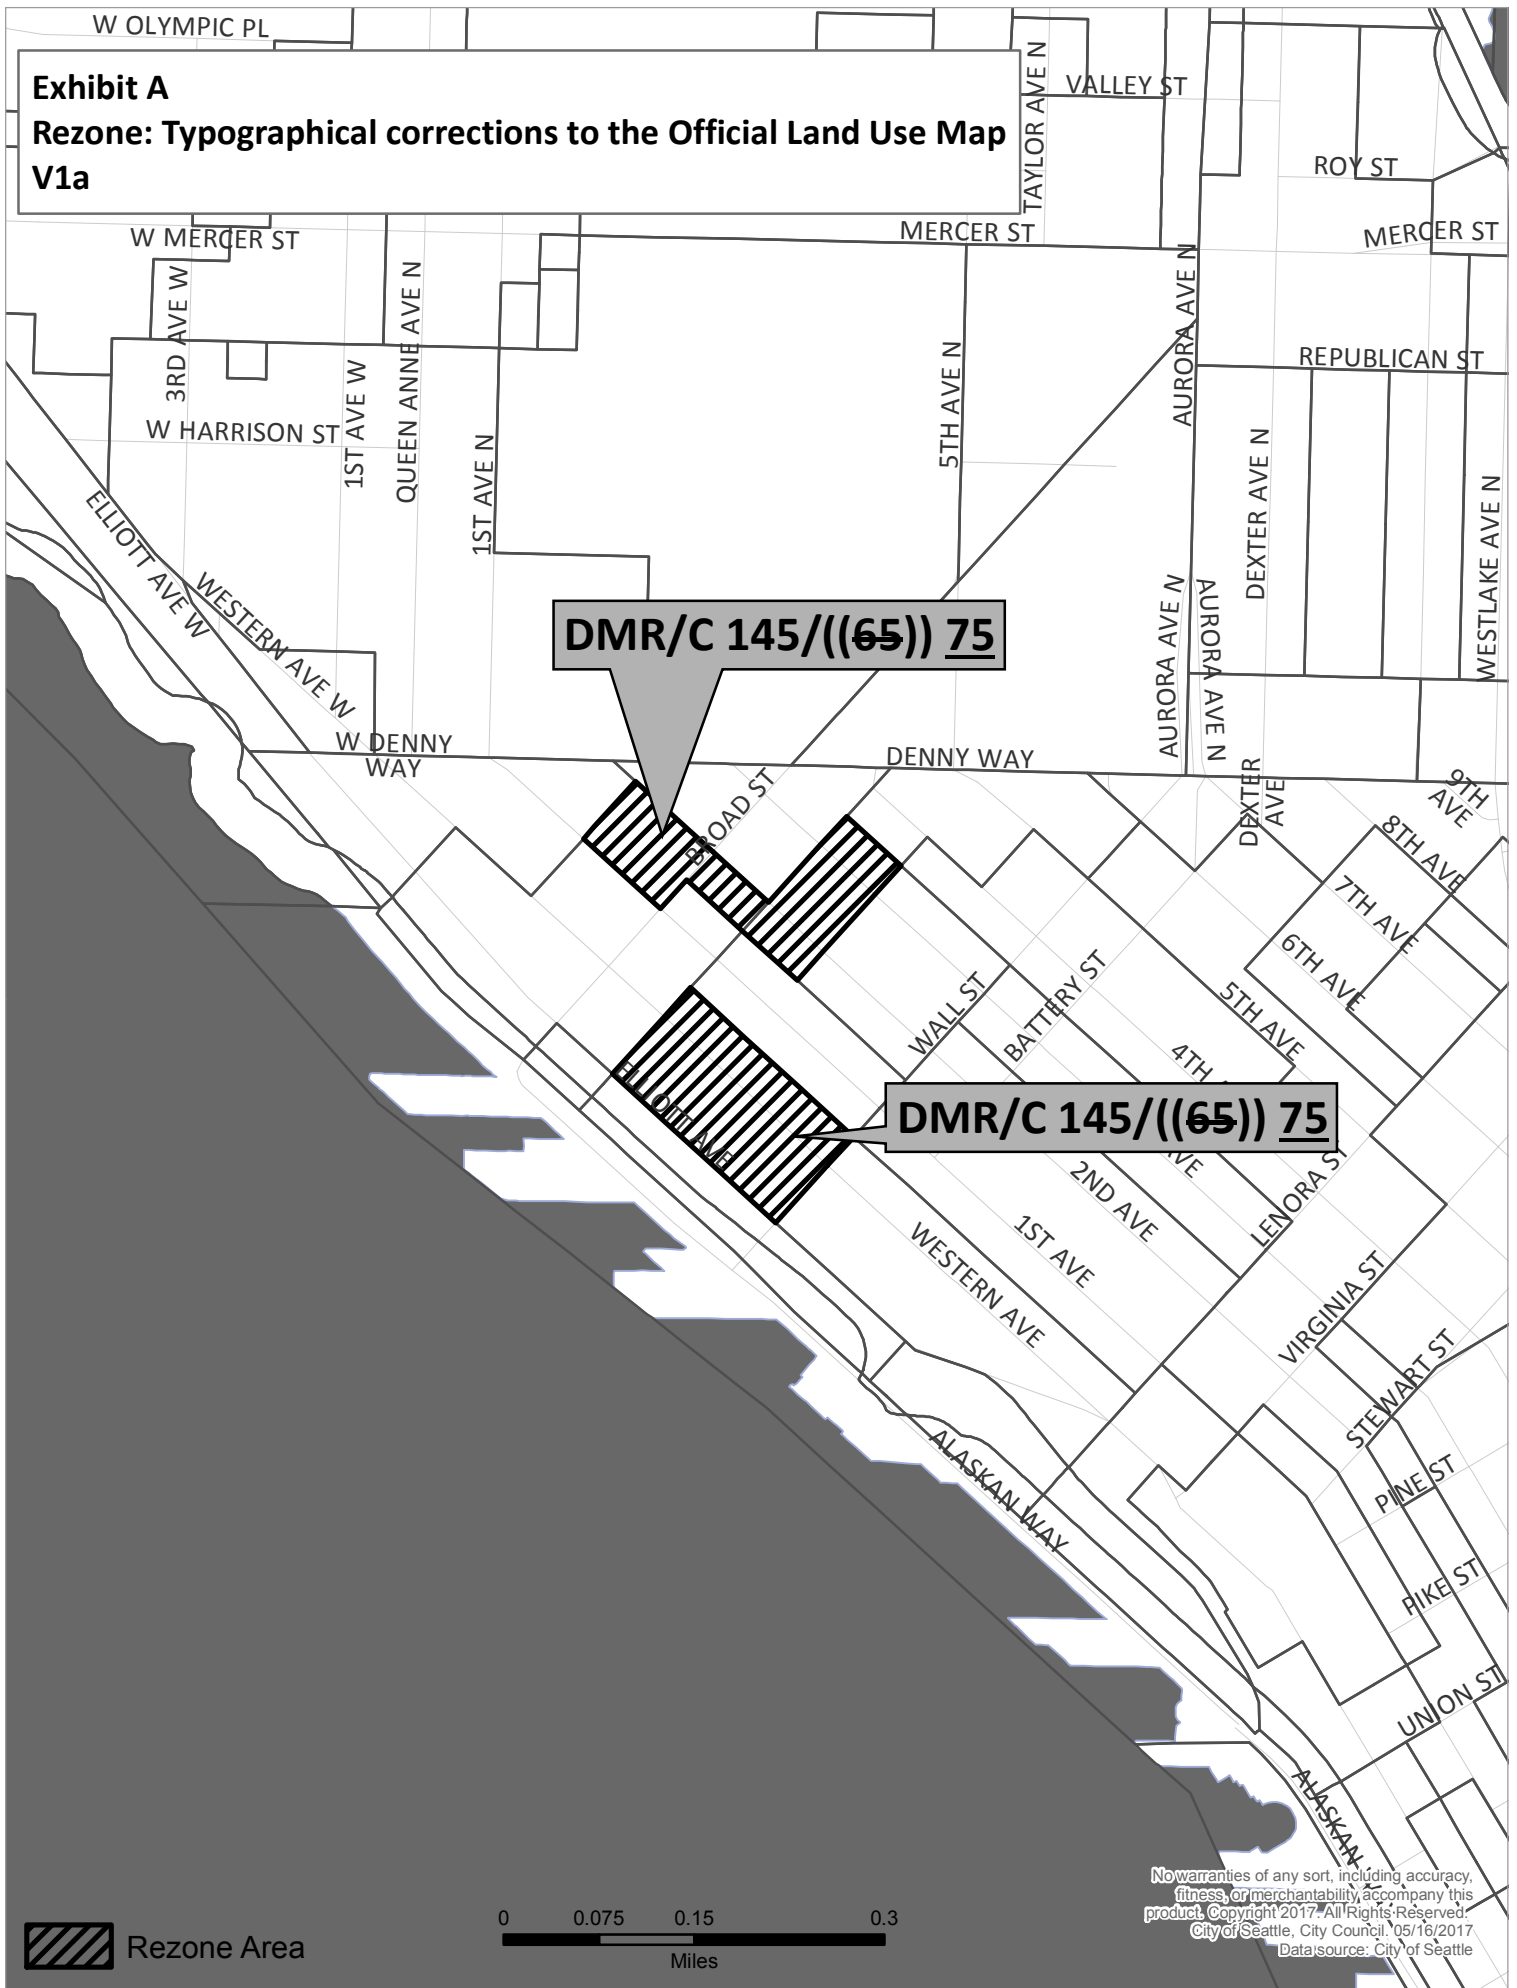 W OLYMPIC PL
Exhibit A
Rezone: Typographical corrections to the Official Land Use Map
V1a
TAYLOR AVE N
VALLEY ST
ROY ST
W MERCER ST
MERCER ST
MERCER ST
3RD AVE W
QUEEN ANNE AVE N
1ST AVE W
1ST AVE N
5TH AVE N
AURORA AVE N
REPUBLICAN ST
W HARRISON ST
DEXTER AVE N
WESTLAKE AVE N
ELLIOTT AVE W
WESTERN AVE W
AURORA AVE N
AURORA AVE N
DMR/C 145/((65)) 75
W DENNY
WAY
DENNY WAY
BROAD ST
DEXTER
AVE
9TH
AVE
8TH AVE
7TH AVE
6TH AVE
5TH AVE
4TH
WALL ST
BATTERY ST
ELLIOTT AVE
DMR/C 145/((65)) 75
AVE
2ND AVE
1ST AVE
WESTERN AVE
LENORA ST
VIRGINIA ST
STEWART ST
PINE ST
PIKE ST
UNION ST
ALASKAN WAY
ALASKAN
Rezone Area
0 0.075 0.15 0.3
Miles
No warranties of any sort, including accuracy,
fitness, or merchantability accompany this
product. Copyright 2017. All Rights Reserved.
City of Seattle, City Council. 05/16/2017
Data source: City of Seattle